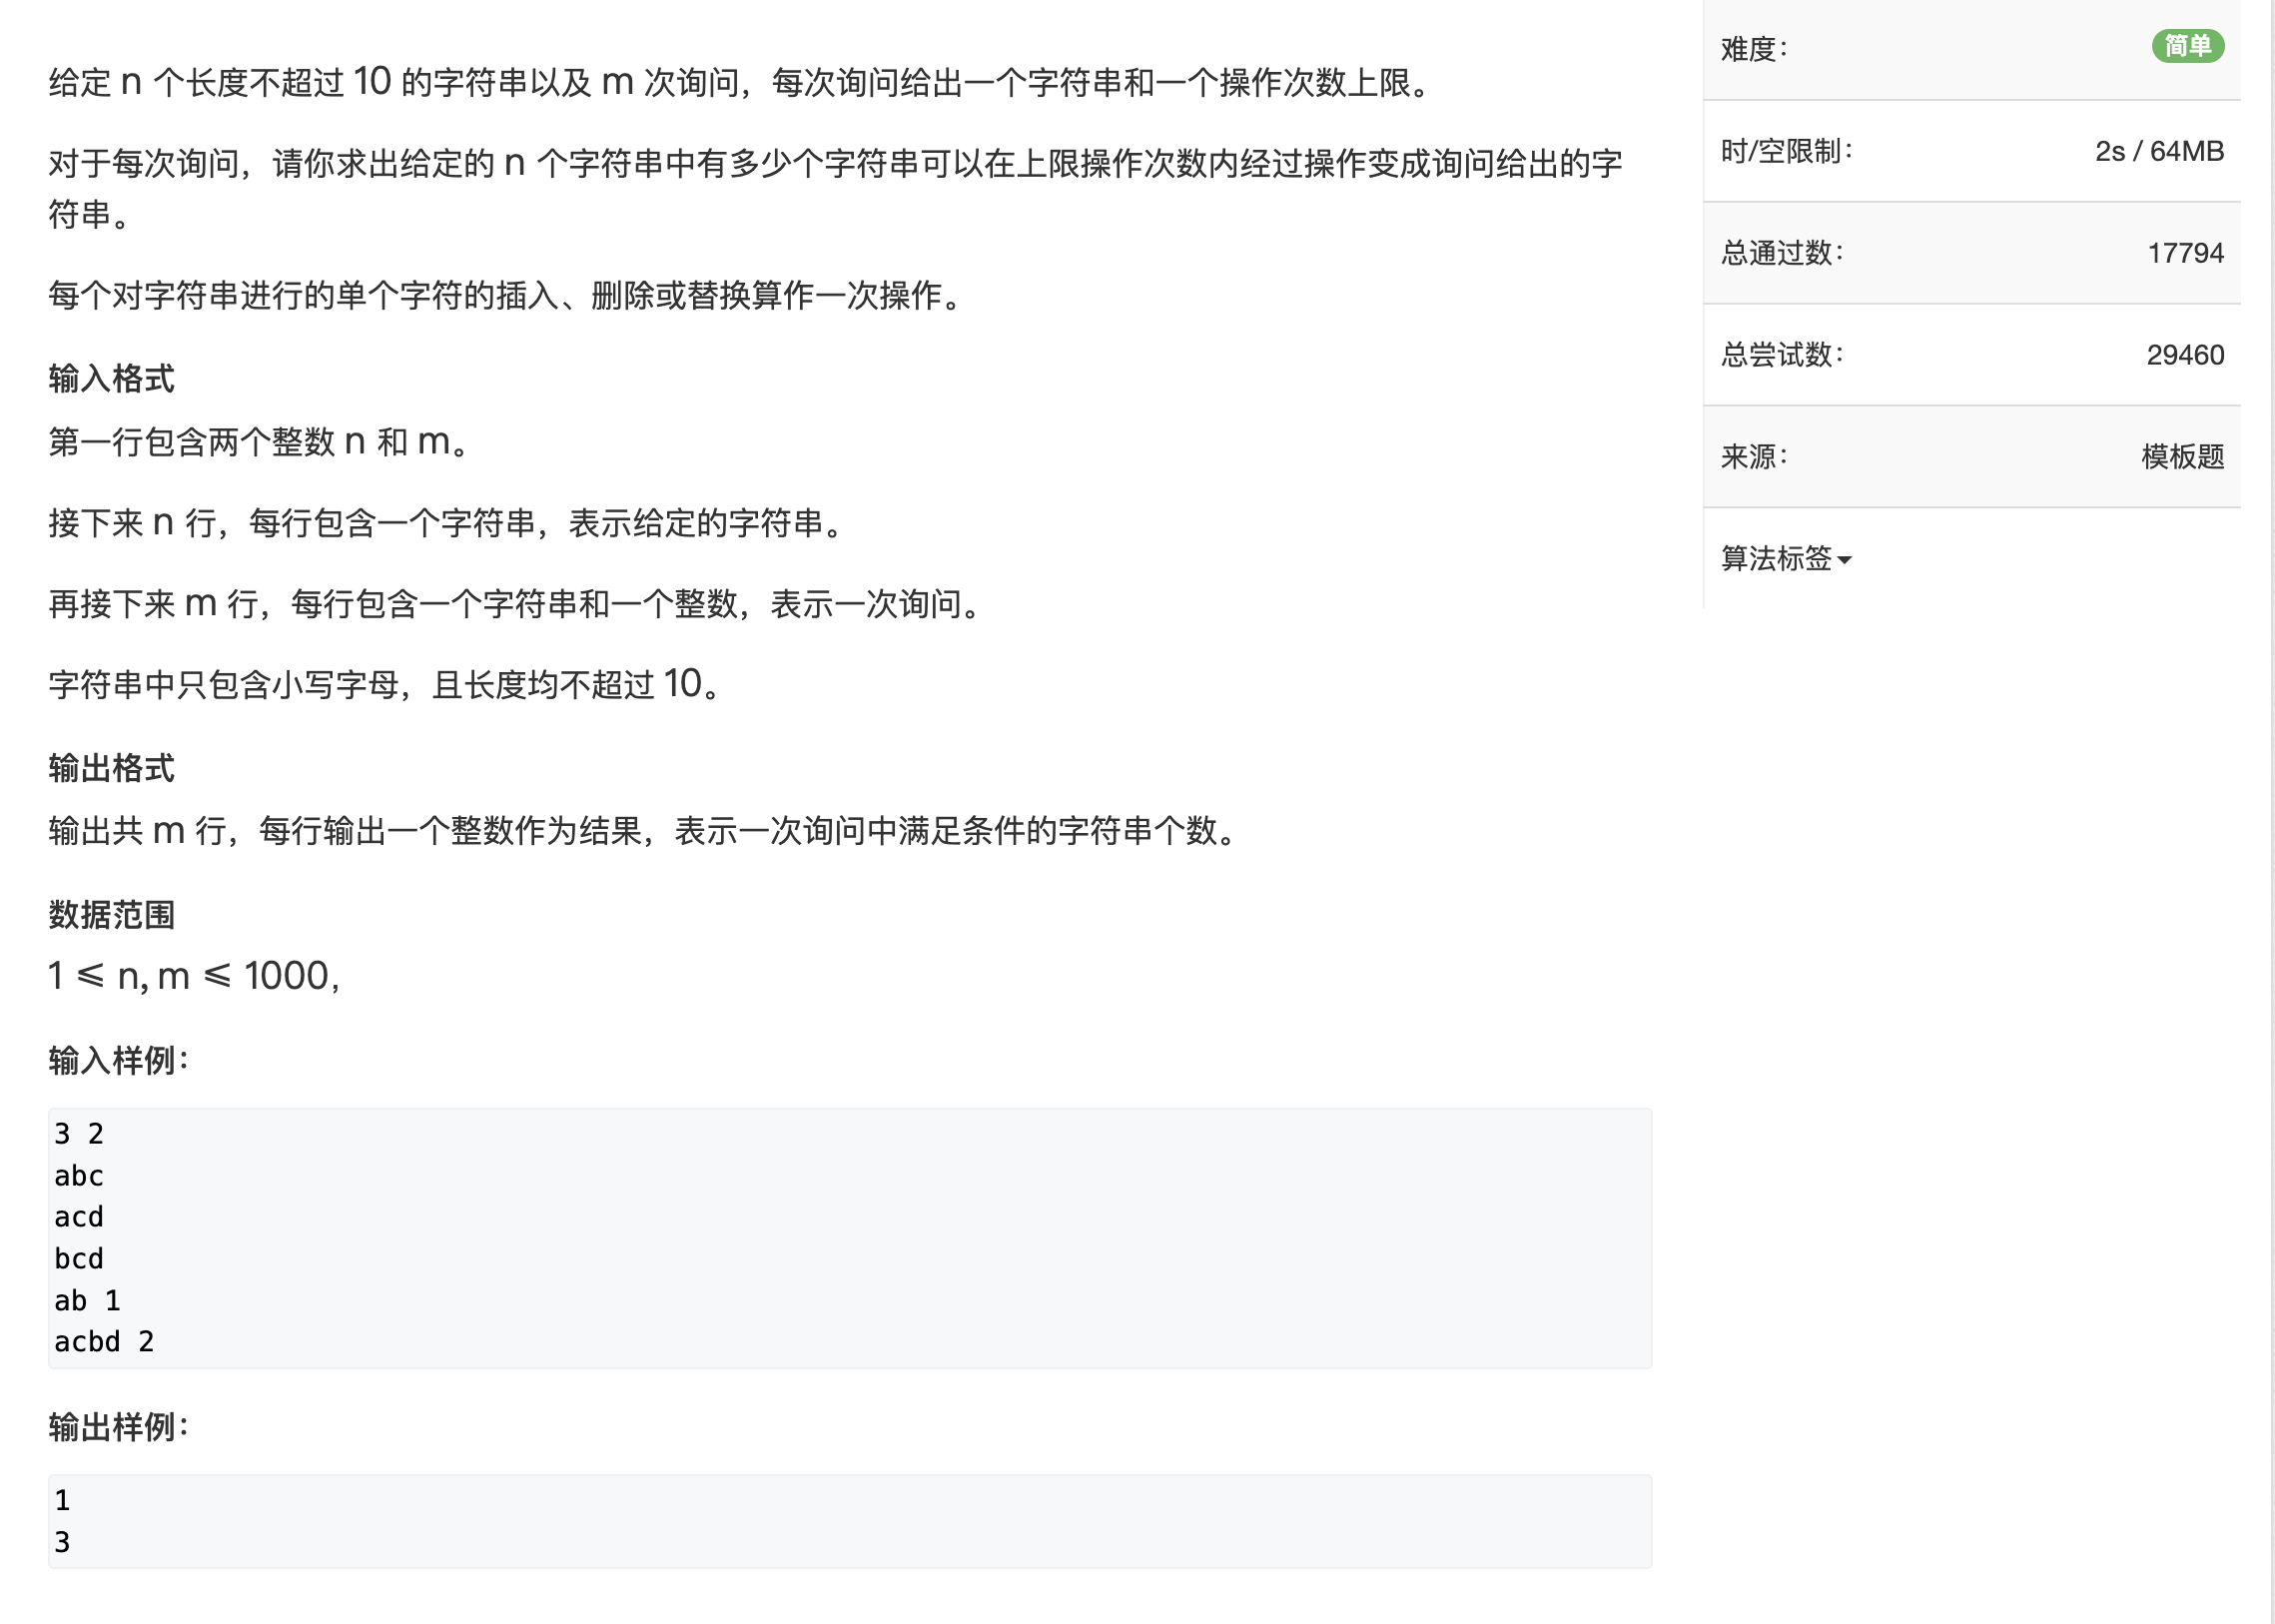 给定 n 个长度不超过 10 的字符串以及 m 次询问，每次询问给出一个字符串和一个操作次数上限。
对于每次询问，请你求出给定的 n 个字符串中有多少个字符串可以在上限操作次数内经过操作变成询问给出的字
符串。
每个对字符串进行的单个字符的插入、删除或替换算作一次操作。
输入格式
第一行包含两个整数 n 和 m。
接下来 n 行，每行包含一个字符串，表示给定的字符串。
再接下来 m 行，每行包含一个字符串和一个整数，表示一次询问。
字符串中只包含小写字母，且长度均不超过 10。
输出格式
输出共 m 行，每行输出一个整数作为结果，表示一次询问中满足条件的字符串个数。
数据范围
1 ⩽ n, m ⩽ 1000,
输入样例：
3 2
abc
acd
bcd
ab 1
acbd 2
输出样例：
1
3
难度： 简单
时/空限制： 2s / 64MB
总通过数： 17794
总尝试数： 29460
来源： 模板题
算法标签